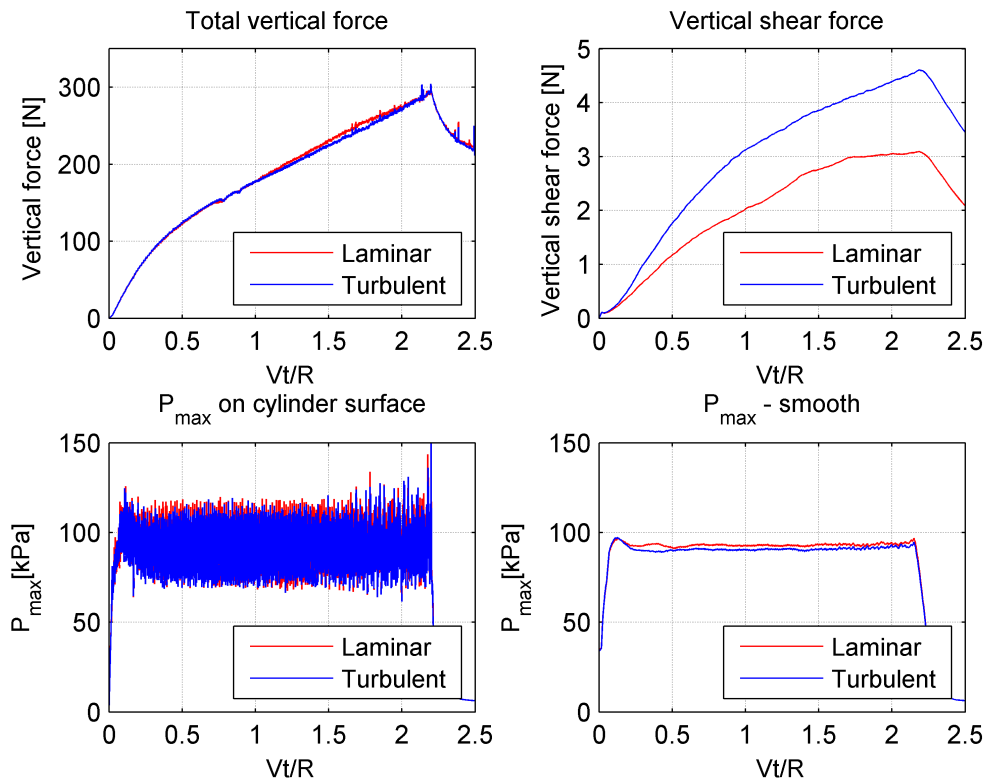 Total vertical force
Vertical force [N]
300
200
100
0
0 0.5 1 1.5 2 2.5
Vt/R
Laminar
Turbulent
Vertical shear force
Vertical shear force [N]
5
4
3
2
1
0
0 0.5 1 1.5 2 2.5
Vt/R
Laminar
Turbulent
P_max on cylinder surface
P_max[kPa]
150
100
50
0
0 0.5 1 1.5 2 2.5
Vt/R
Laminar
Turbulent
P_max - smooth
P_max[kPa]
150
100
50
0
0 0.5 1 1.5 2 2.5
Vt/R
Laminar
Turbulent